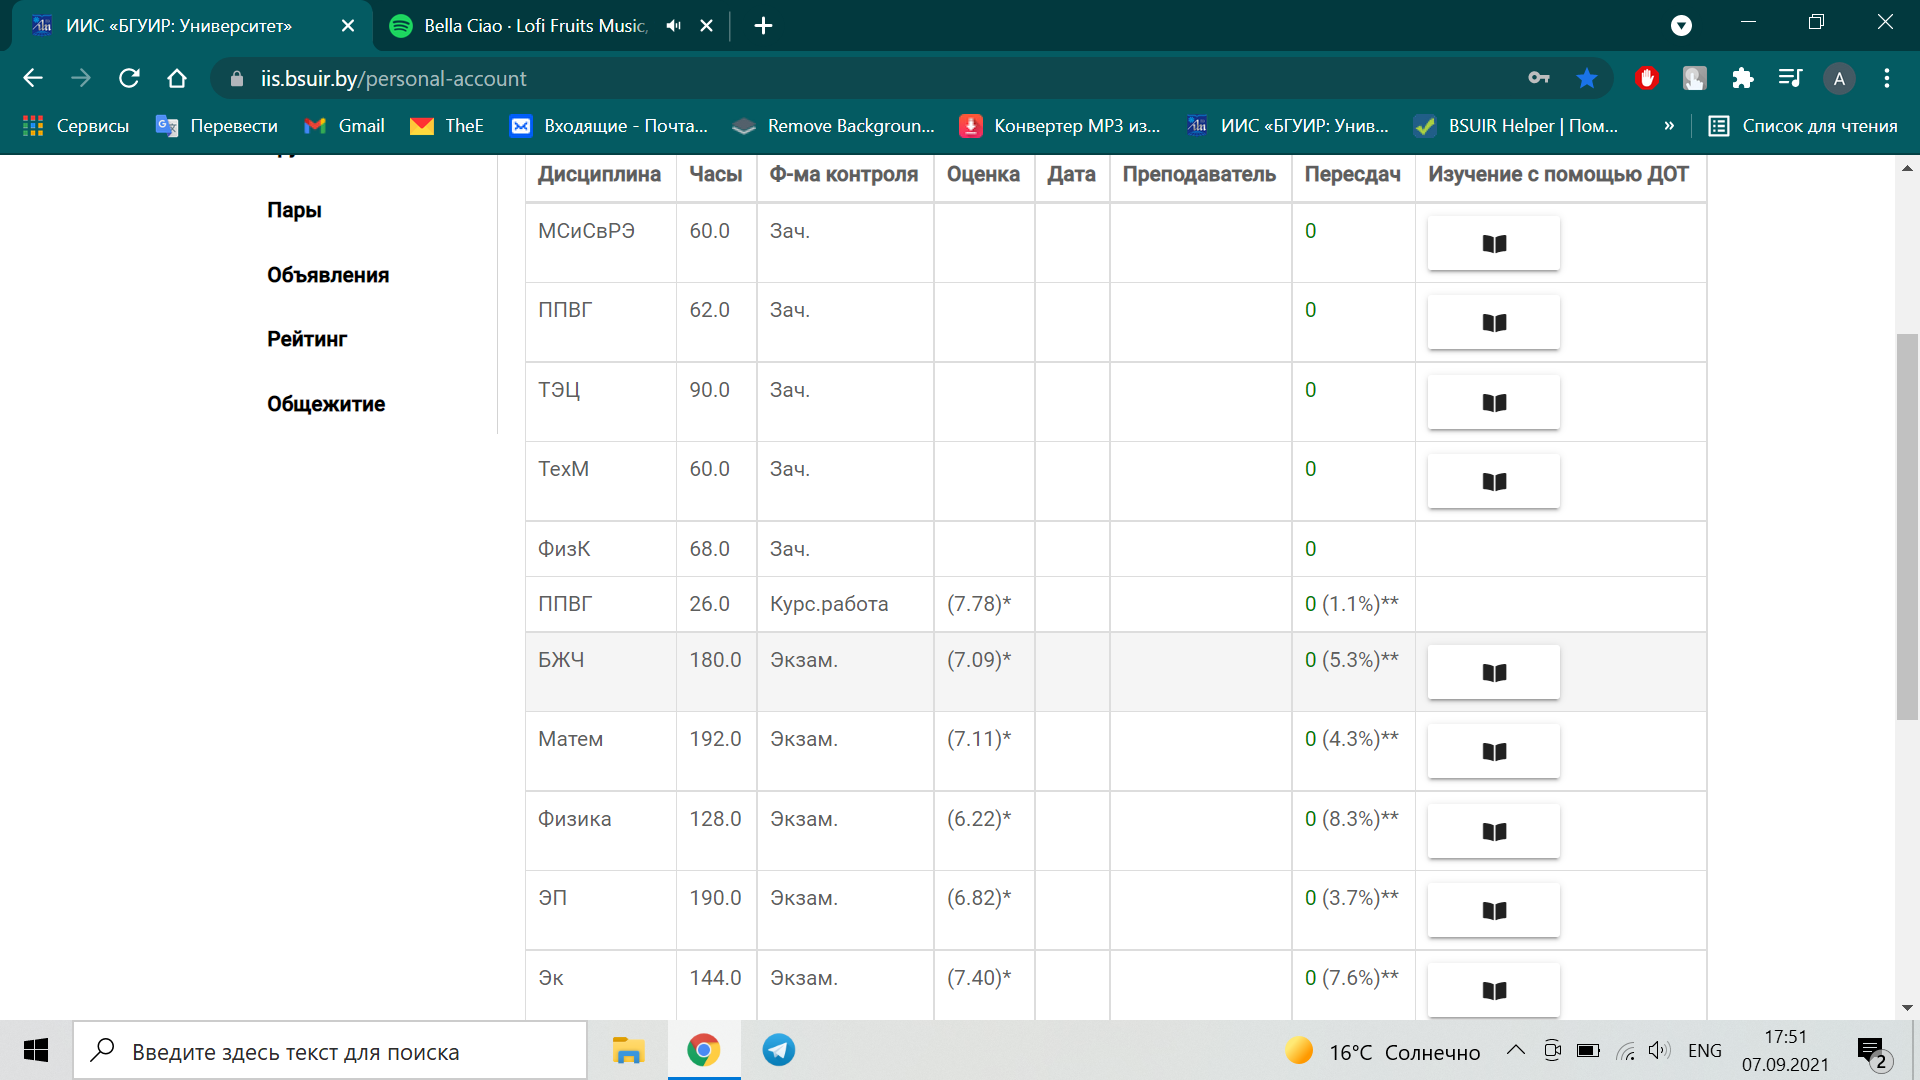 ИИС «БГУИР: Университет»
Bella Ciao · Lofi Fruits Music,
iis.bsuir.by/personal-account
A
Сервисы
Перевести
Gmail
TheE
Входящие - Почта...
Remove Backgroun...
Конвертер MP3 из...
ИИС «БГУИР: Унив...
BSUIR Helper | Пом...
»
Список для чтения
Пары
Объявления
Рейтинг
Общежитие
Дисциплина Часы Ф-ма контроля Оценка Дата Преподаватель Пересдач Изучение с помощью ДОТ
МСиСвРЭ 60.0 Зач. 0
ППВГ 62.0 Зач. 0
ТЭЦ 90.0 Зач. 0
ТехМ 60.0 Зач. 0
ФизК 68.0 Зач. 0
ППВГ 26.0 Курс.работа (7.78)* 0 (1.1%)**
БЖЧ 180.0 Экзам. (7.09)* 0 (5.3%)**
Матем 192.0 Экзам. (7.11)* 0 (4.3%)**
Физика 128.0 Экзам. (6.22)* 0 (8.3%)**
ЭП 190.0 Экзам. (6.82)* 0 (3.7%)**
Эк 144.0 Экзам. (7.40)* 0 (7.6%)**
Введите здесь текст для поиска
16°C Солнечно
ENG
17:51
07.09.2021
2